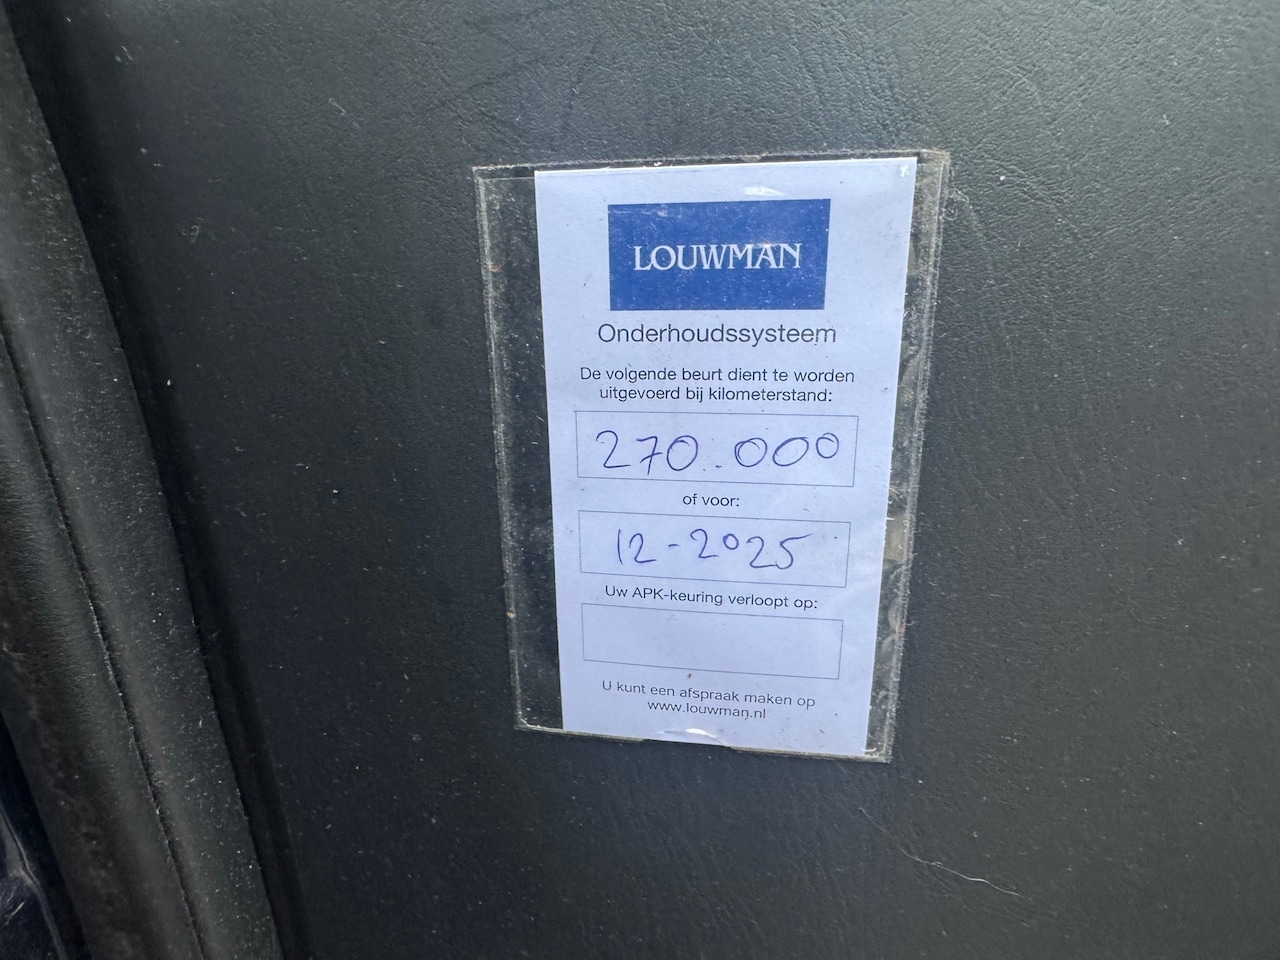 LOUWMAN
Onderhoudssysteem
De volgende beurt dient te worden
uitgevoerd bij kilometerstand:
270.000
of voor:
12-2025
Uw APK-keuring verloopt op:
U kunt een afspraak maken op
www.louwman.nl